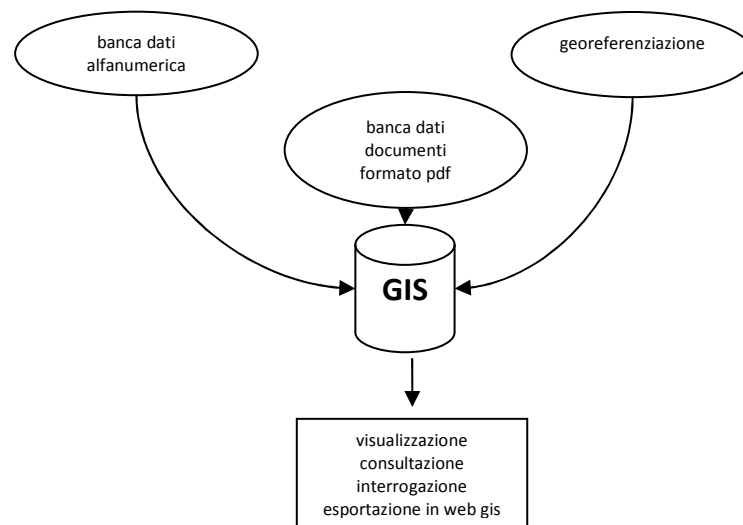 banca dati
alfanumerica
georeferenziazione
banca dati
documenti
formato pdf
GIS
visualizzazione
consultazione
interrogazione
esportazione in web gis